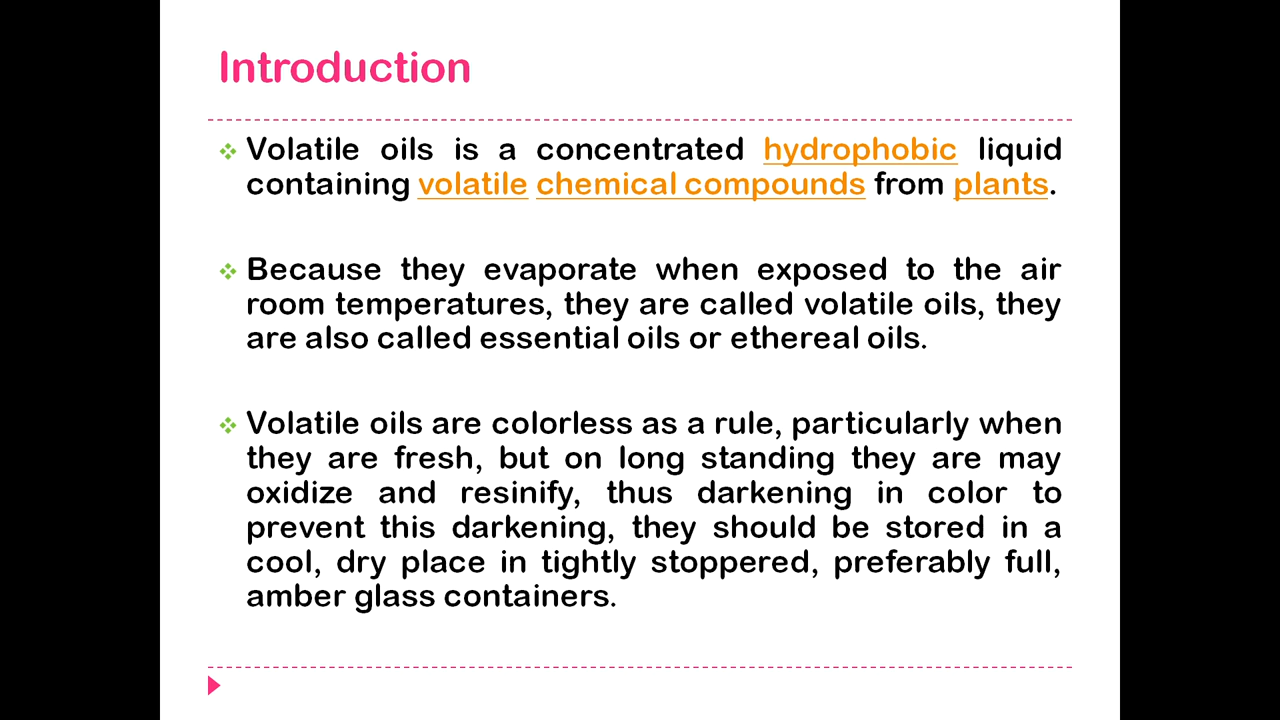 Introduction
Volatile oils is a concentrated hydrophobic liquid
containing volatile chemical compounds from plants.
Because they evaporate when exposed to the air
room temperatures, they are called volatile oils, they
are also called essential oils or ethereal oils.
Volatile oils are colorless as a rule, particularly when
they are fresh, but on long standing they are may
oxidize and resinify, thus darkening in color to
prevent this darkening, they should be stored in a
cool, dry place in tightly stoppered, preferably full,
amber glass containers.